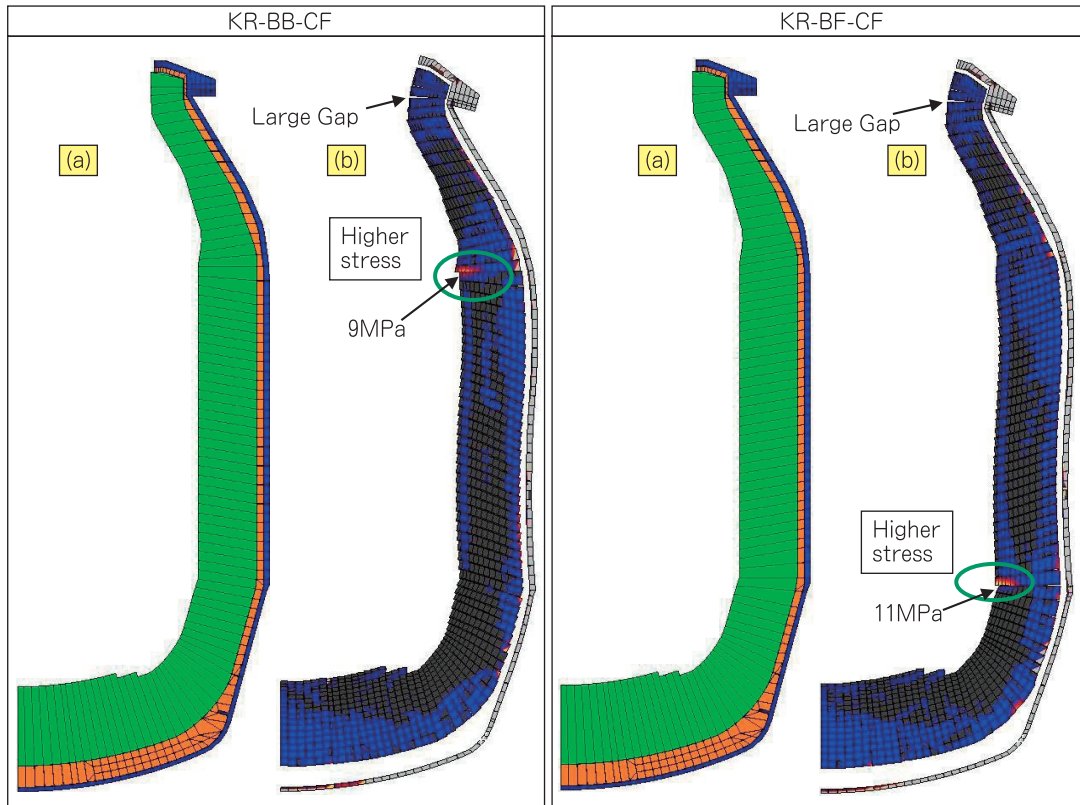 KR-BB-CF
Large Gap
(a)
(b)
Higher
stress
9MPa
KR-BF-CF
Large Gap
(a)
(b)
Higher
stress
11MPa